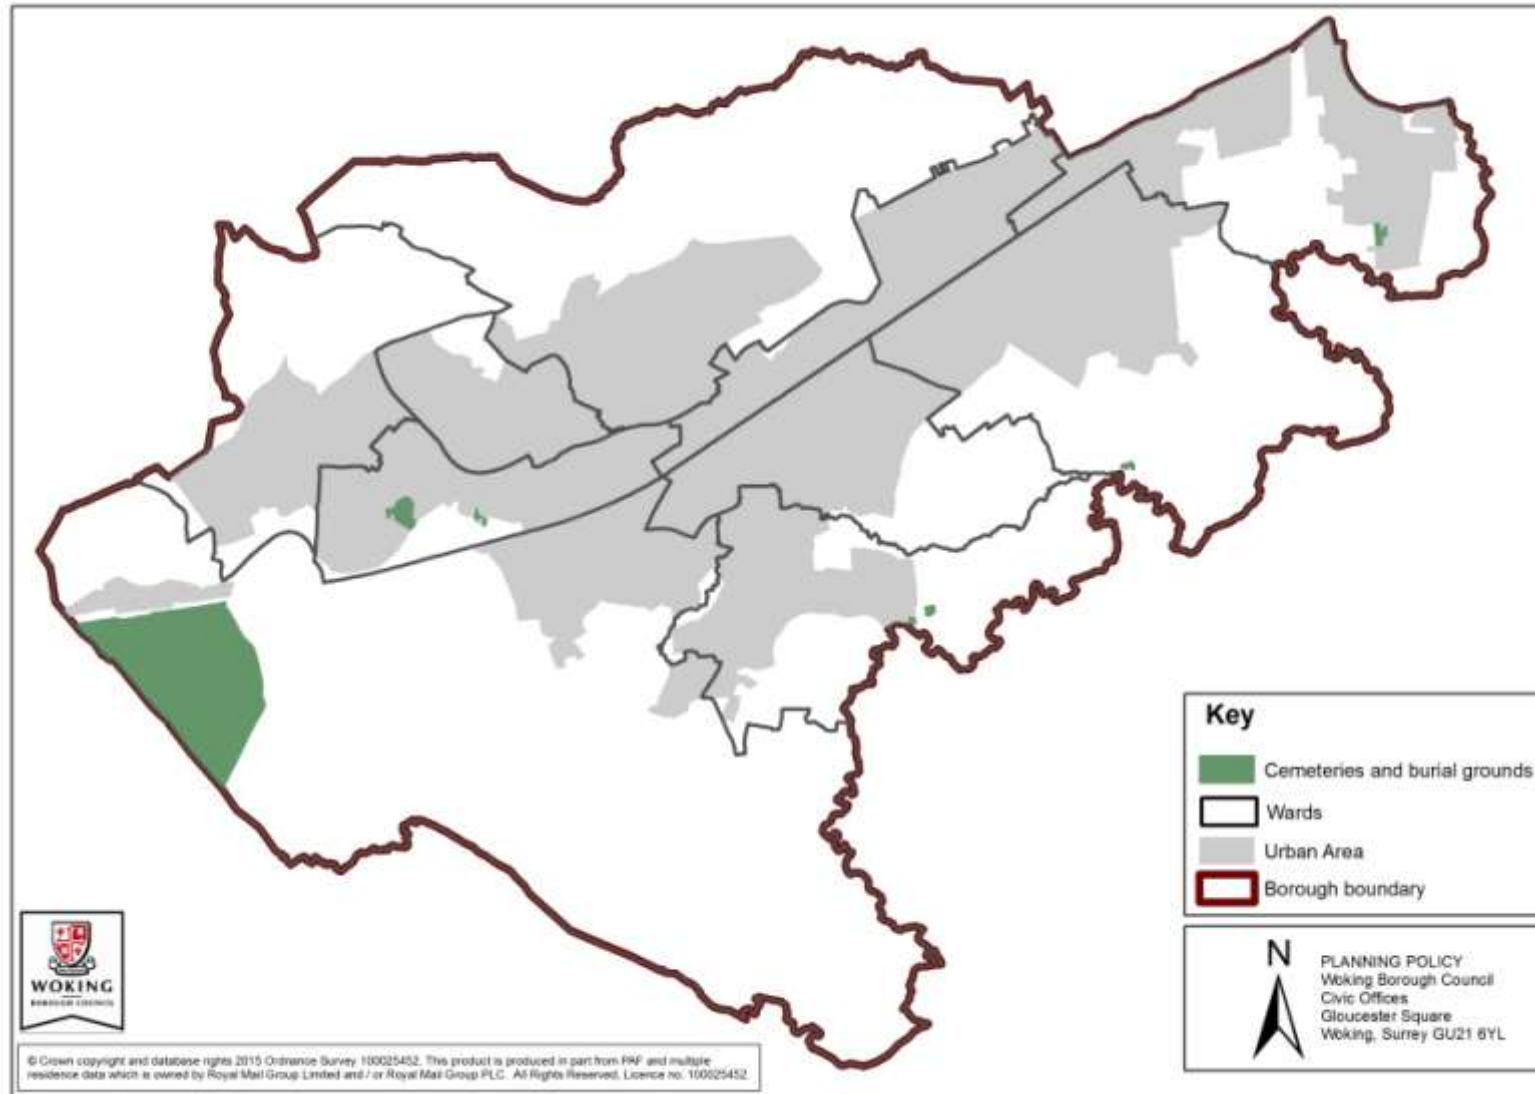 Key
Cemeteries and burial grounds
Wards
Urban Area
Borough boundary
WOKING
BOROUGH COUNCIL
N
PLANNING POLICY
Woking Borough Council
Civic Offices
Gloucester Square
Woking, Surrey GU21 6YL
© Crown copyright and database rights 2015 Ordnance Survey 100025452. This product is produced in part from PAF and multiple
residence data which is owned by Royal Mail Group Limited and / or Royal Mail Group PLC. All Rights Reserved, Licence no. 100025452